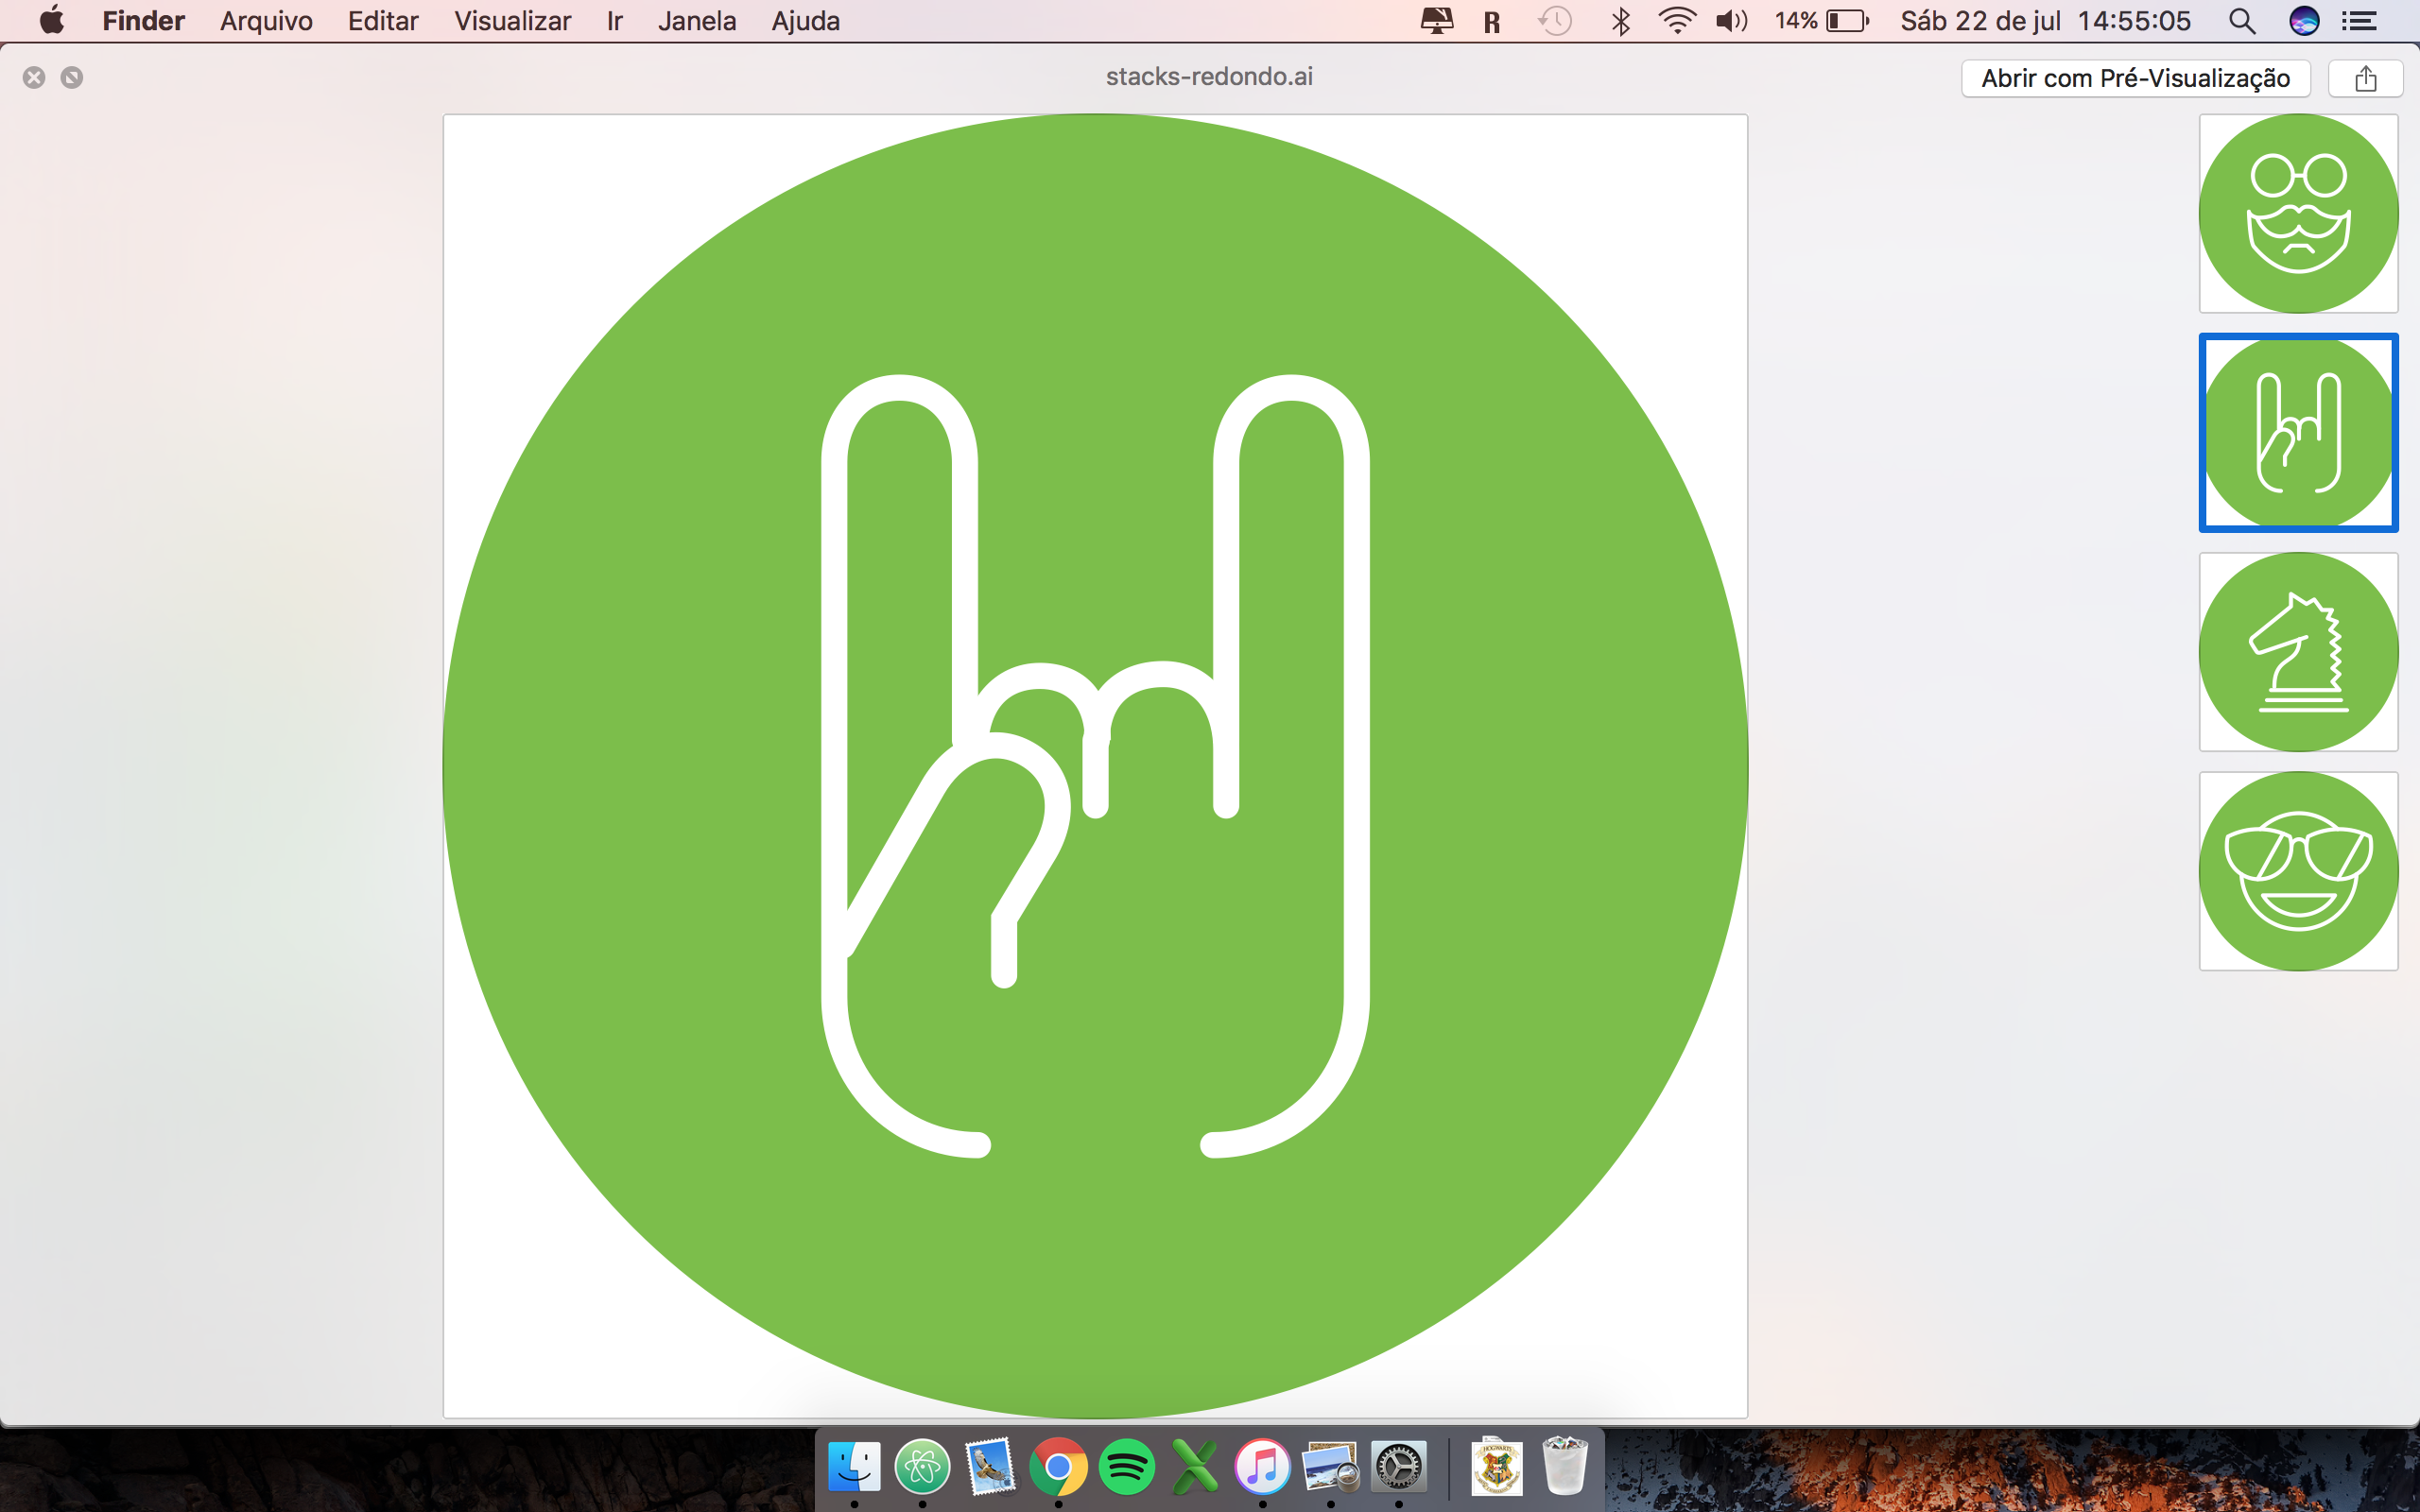 Finder Arquivo Editar Visualizar Ir Janela Ajuda R 14% Sáb 22 de jul 14:55:05
stacks-redondo.ai Abrir com Pré-Visualização
HOGWARTS